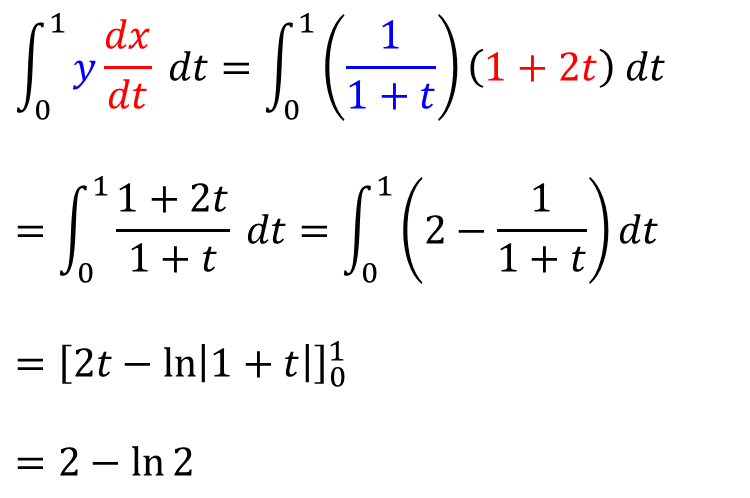 ∫₀¹ y dx/dt dt = ∫₀¹ (1/(1 + t)) (1 + 2t) dt
= ∫₀¹ (1 + 2t)/(1 + t) dt = ∫₀¹ (2 − 1/(1 + t)) dt
= [2t − ln|1 + t|]₀¹
= 2 − ln 2